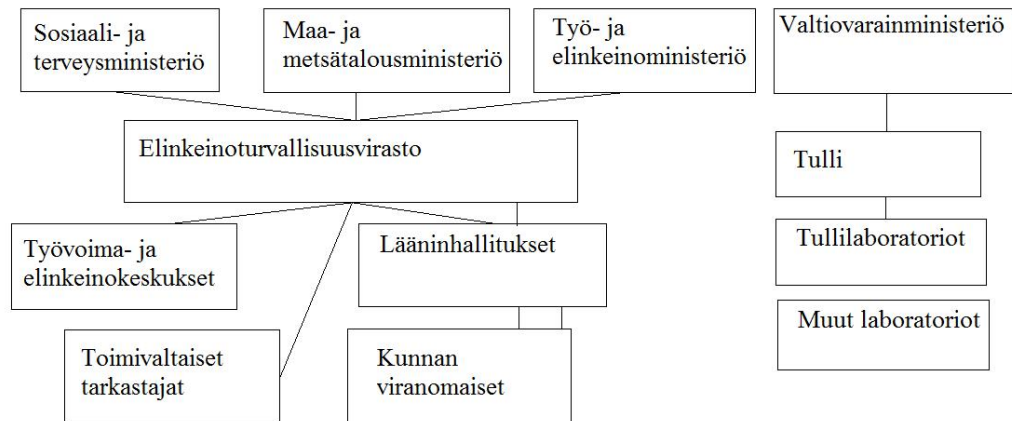 Sosiaali- ja
terveysministeriö
Maa- ja
metsätalousministeriö
Työ- ja
elinkeinoministeriö
Valtiovarainministeriö
Elinkeinoturvallisuusvirasto
Tulli
Työvoima- ja
elinkeinokeskukset
Lääninhallitukset
Tullilaboratoriot
Toimivaltaiset
tarkastajat
Kunnan
viranomaiset
Muut laboratoriot